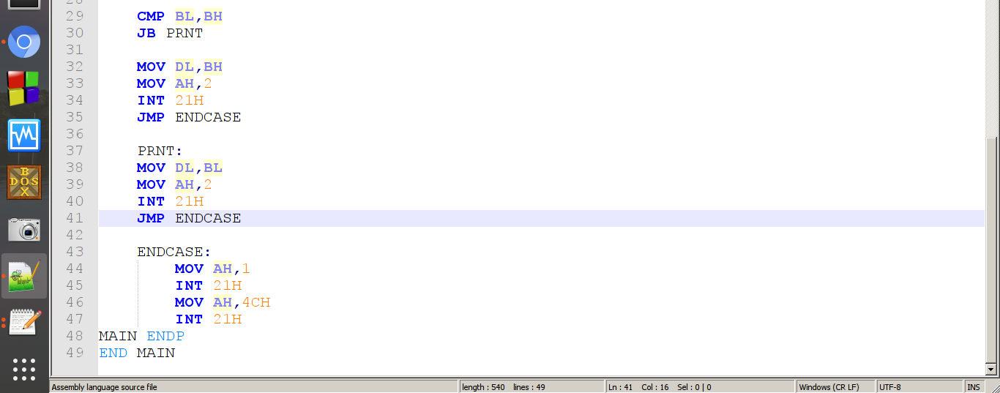 28
29 CMP BL,BH
30 JB PRNT
31
32 MOV DL,BH
33 MOV AH,2
34 INT 21H
35 JMP ENDCASE
36
37 PRNT:
38 MOV DL,BL
39 MOV AH,2
40 INT 21H
41 JMP ENDCASE
42
43 ENDCASE:
44 MOV AH,1
45 INT 21H
46 MOV AH,4CH
47 INT 21H
48 MAIN ENDP
49 END MAIN
DOS
BOX
Assembly language source file length : 540 lines : 49 Ln : 41 Col : 16 Sel : 0 | 0 Windows (CR LF) UTF-8 INS